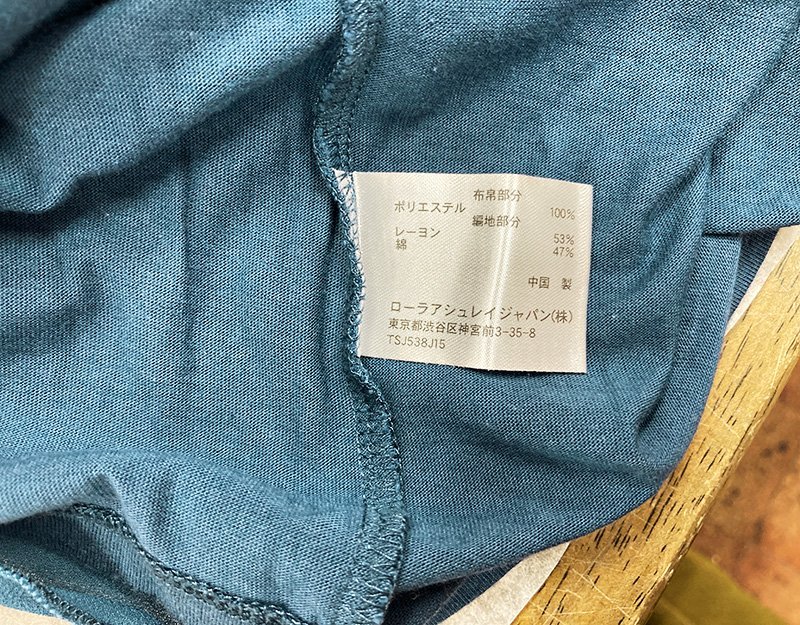 布帛部分
ポリエステル 100%
編地部分
レーヨン 53%
綿 47%
中国 製
ローラアシュレイジャパン(株)
東京都渋谷区神宮前3-35-8
TSJ538J15